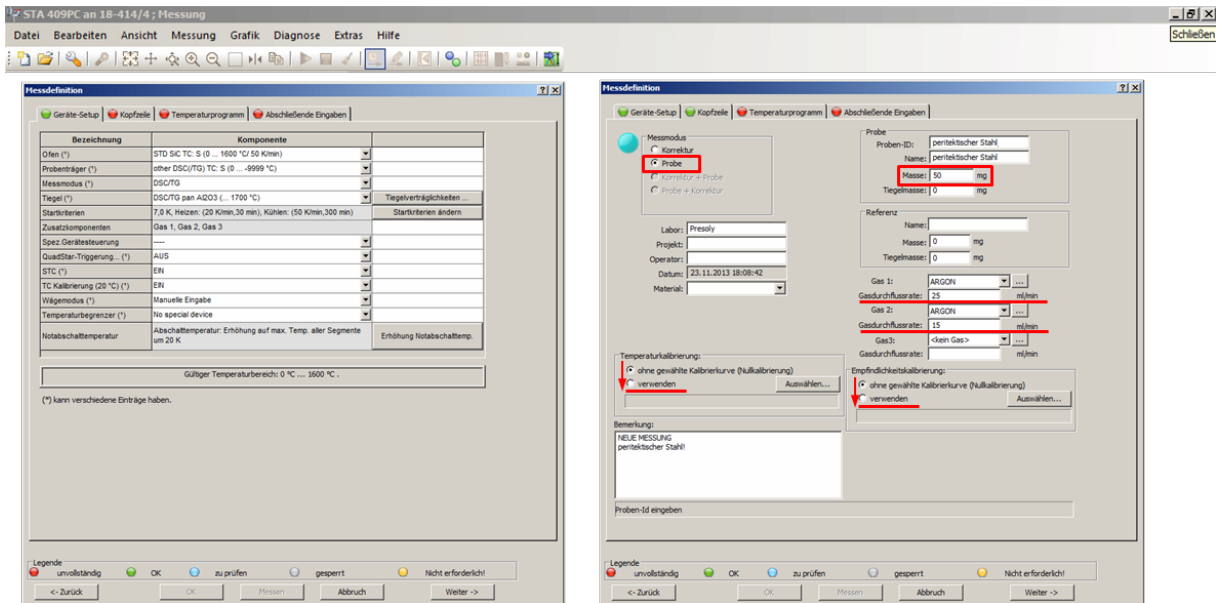 STA 409PC an 18-414/4 ; Messung
Datei Bearbeiten Ansicht Messung Grafik Diagnose Extras Hilfe
Schließen
Messdefinition
Geräte-Setup Kopfzeile Temperaturprogramm Abschließende Eingaben
Bezeichnung Komponente
Ofen (*) STD SiC TC: S (0 ... 1600 °C/ 50 K/min)
Probenträger (*) other DSC(/TG) TC: S (0 ... -9999 °C)
Messmodus (*) DSC/TG
Tiegel (*) DSC/TG pan Al2O3 (... 1700 °C) Tiegelverträglichkeiten ...
Startkriterien 7,0 K, Heizen: (20 K/min,30 min), Kühlen: (50 K/min,300 min) Startkriterien ändern
Zusatzkomponenten Gas 1, Gas 2, Gas 3
Spez.Gerätesteuerung ----
QuadStar-Triggerung... (*) AUS
STC (*) EIN
TC Kalibrierung (20 °C) (*) EIN
Wägemodus (*) Manuelle Eingabe
Temperaturbegrenzer (*) No special device
Notabschalttemperatur Abschalttemperatur: Erhöhung auf max. Temp. aller Segmente um 20 K Erhöhung Notabschalttemp.
Gültiger Temperaturbereich: 0 °C ... 1600 °C .
(*) kann verschiedene Einträge haben.
Legende
unvollständig OK zu prüfen gesperrt Nicht erforderlich!
<- Zurück OK Messen Abbruch Weiter ->
Messdefinition
Geräte-Setup Kopfzeile Temperaturprogramm Abschließende Eingaben
Messmodus
Korrektur
Probe
Korrektur + Probe
Probe + Korrektur
Probe
Proben-ID: peritektischer Stahl
Name: peritektischer Stahl
Masse: 50 mg
Tiegelmasse: 0 mg
Referenz
Name:
Masse: 0 mg
Tiegelmasse: 0 mg
Labor: Presoly
Projekt:
Operator:
Datum: 23.11.2013 18:08:42
Material:
Gas 1: ARGON ...
Gasdurchflussrate: 25 ml/min
Gas 2: ARGON ...
Gasdurchflussrate: 15 ml/min
Gas3: <kein Gas> ...
Gasdurchflussrate: ml/min
Temperaturkalibrierung:
ohne gewählte Kalibrierkurve (Nullkalibrierung)
verwenden Auswählen...
Empfindlichkeitskalibrierung:
ohne gewählte Kalibrierkurve (Nullkalibrierung)
verwenden Auswählen...
Bemerkung:
NEUE MESSUNG
peritektischer Stahl!
Proben-Id eingeben
Legende
unvollständig OK zu prüfen gesperrt Nicht erforderlich!
<- Zurück OK Messen Abbruch Weiter ->